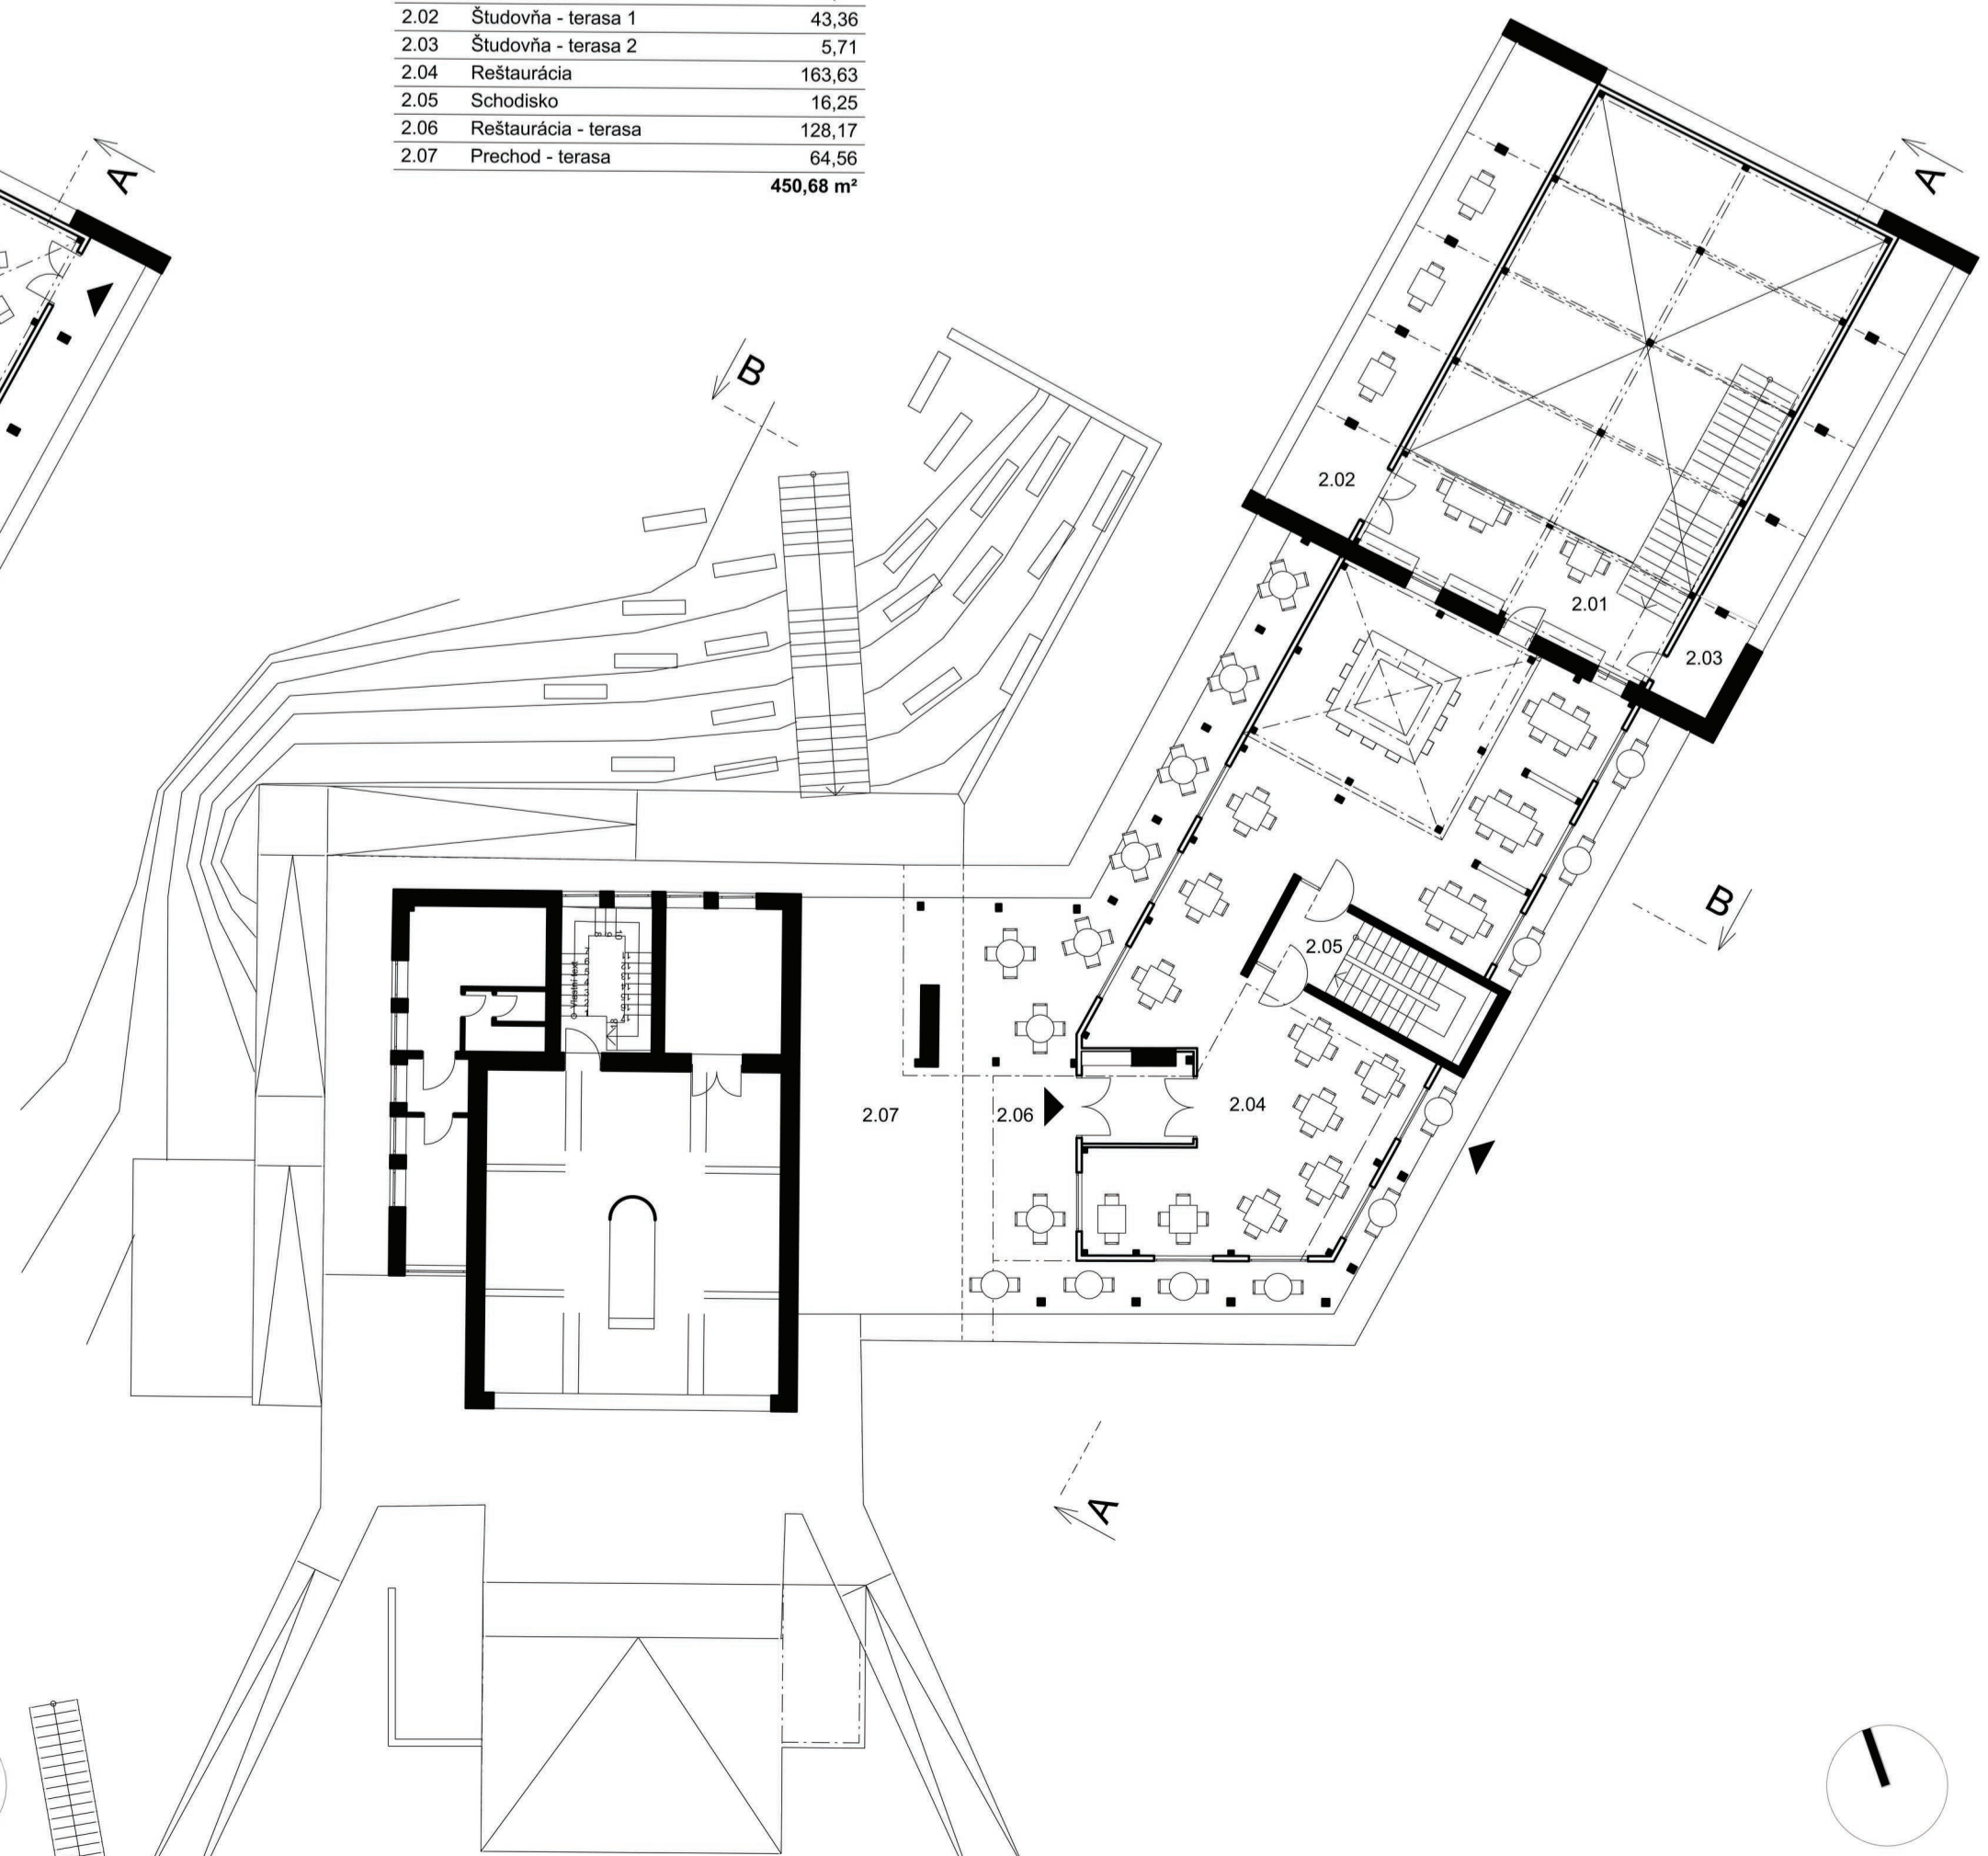 2.02 Študovňa - terasa 1 43,36
2.03 Študovňa - terasa 2 5,71
2.04 Reštaurácia 163,63
2.05 Schodisko 16,25
2.06 Reštaurácia - terasa 128,17
2.07 Prechod - terasa 64,56
450,68 m²
A
A
B
2.02
2.01
2.03
B
2.05
2.04
2.07
2.06
A